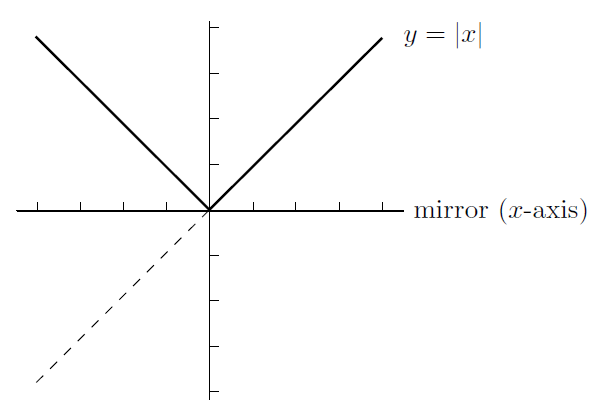 y = |x|
mirror (x-axis)